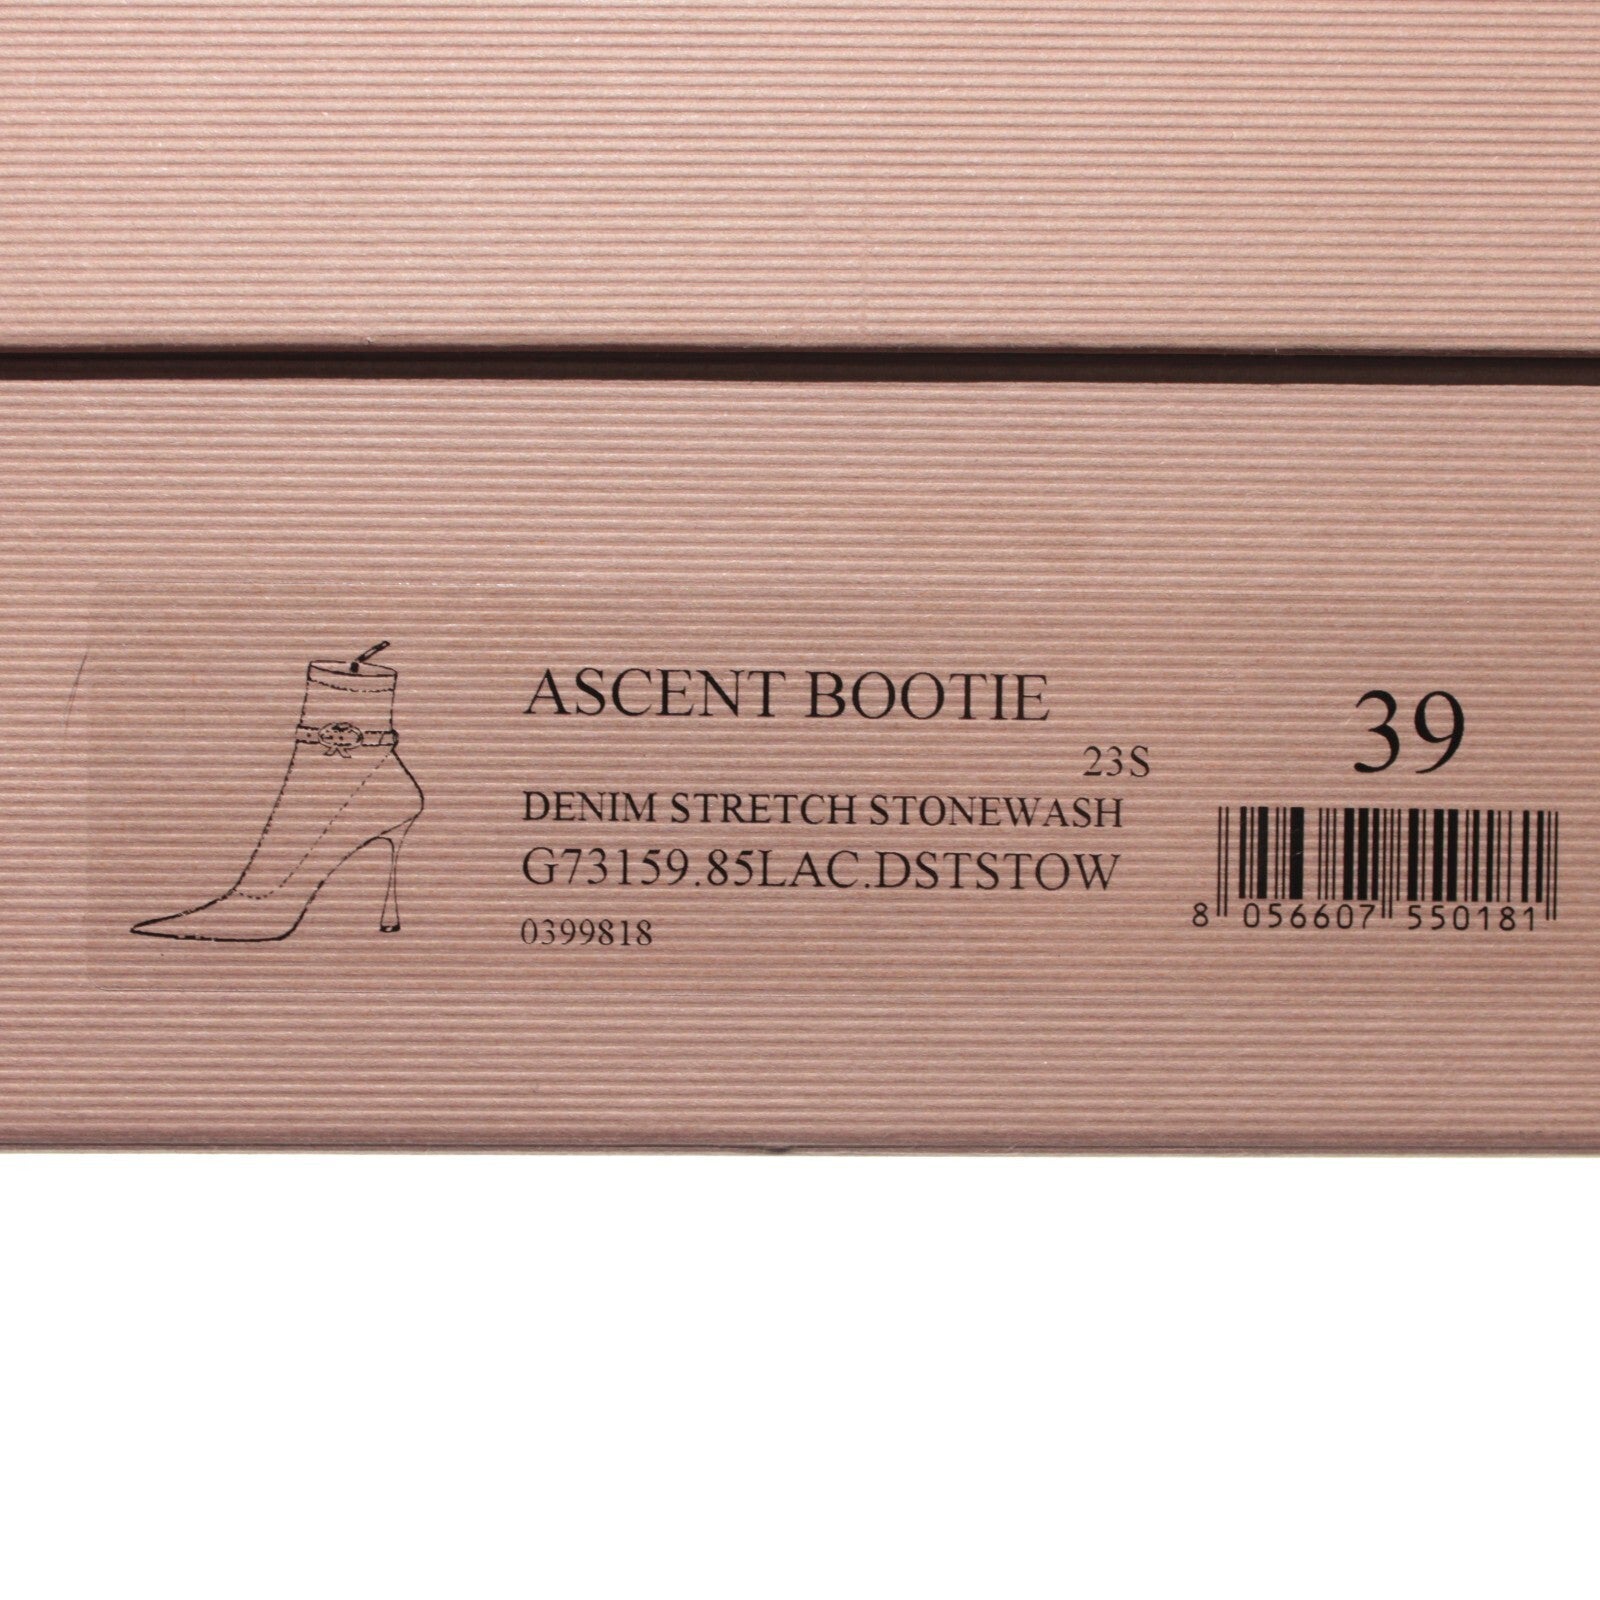 ASCENT BOOTIE
23S
39
DENIM STRETCH STONEWASH
G73159.85LAC.DSTSTOW
0399818
8 056607 550181